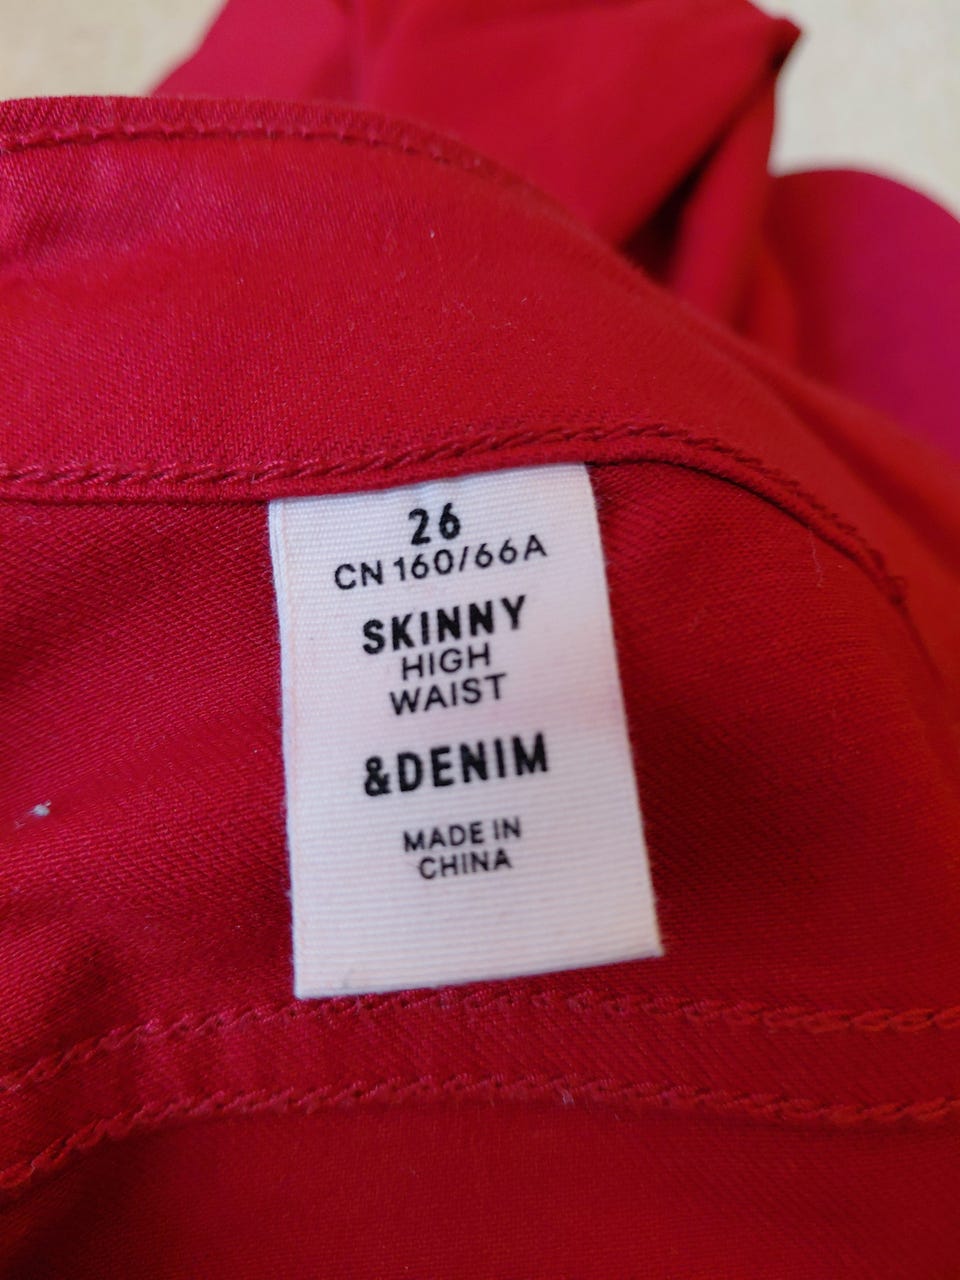 26
CN 160/66A
SKINNY
HIGH
WAIST
&DENIM
MADE IN
CHINA